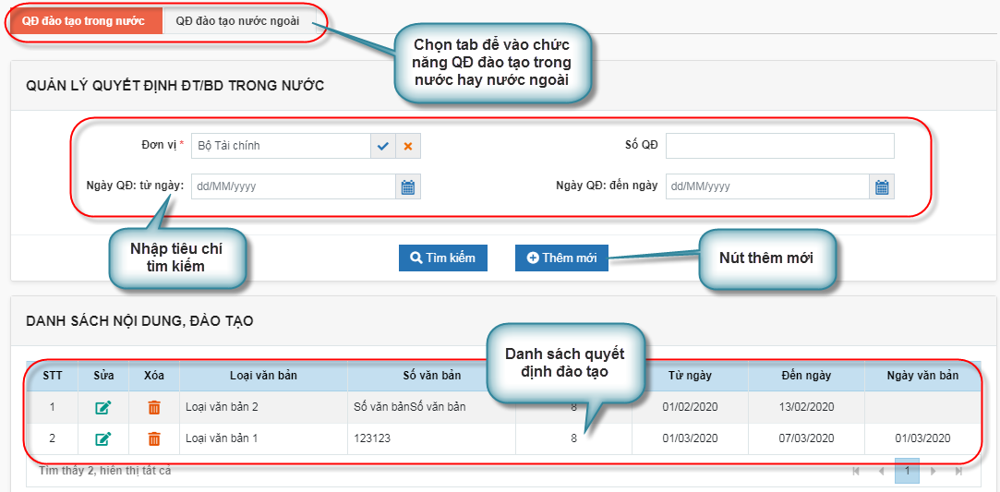 QĐ đào tạo trong nước QĐ đào tạo nước ngoài
Chọn tab để vào chức
năng QĐ đào tạo trong
nước hay nước ngoài
QUẢN LÝ QUYẾT ĐỊNH ĐT/BD TRONG NƯỚC
Đơn vị * Bộ Tài chính Số QĐ
Ngày QĐ: từ ngày: dd/MM/yyyy Ngày QĐ: đến ngày dd/MM/yyyy
Nhập tiêu chí
tìm kiếm
Tìm kiếm Thêm mới
Nút thêm mới
DANH SÁCH NỘI DUNG, ĐÀO TẠO
Danh sách quyết
định đào tạo
STT Sửa Xóa Loại văn bản Số văn bản Từ ngày Đến ngày Ngày văn bản
1 Loại văn bản 2 Số văn bảnSố văn bản 8 01/02/2020 13/02/2020
2 Loại văn bản 1 123123 8 01/03/2020 07/03/2020 01/03/2020
Tìm thấy 2, hiển thị tất cả 1